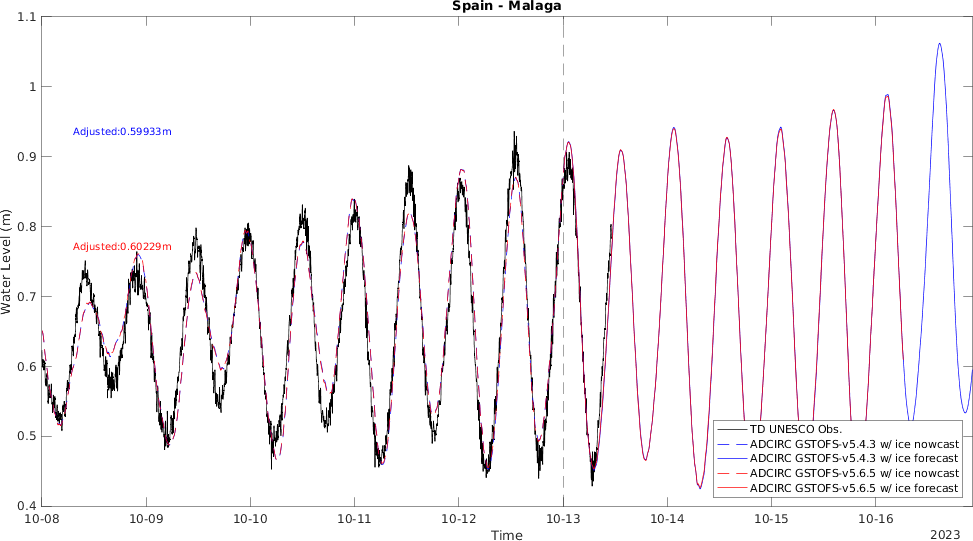 Spain - Malaga
1.1
1
0.9
0.8
0.7
0.6
0.5
0.4
Water Level (m)
Adjusted:0.59933m
Adjusted:0.60229m
TD UNESCO Obs.
ADCIRC GSTOFS-v5.4.3 w/ ice nowcast
ADCIRC GSTOFS-v5.4.3 w/ ice forecast
ADCIRC GSTOFS-v5.6.5 w/ ice nowcast
ADCIRC GSTOFS-v5.6.5 w/ ice forecast
10-08 10-09 10-10 10-11 10-12 10-13 10-14 10-15 10-16
Time
2023